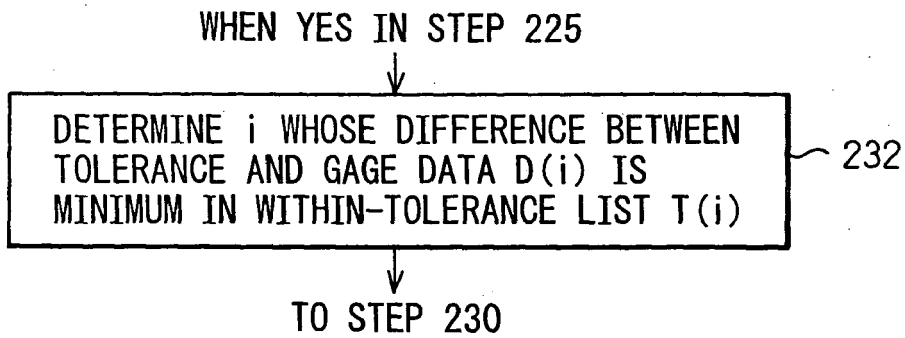 WHEN YES IN STEP 225
DETERMINE i WHOSE DIFFERENCE BETWEEN
TOLERANCE AND GAGE DATA D(i) IS
MINIMUM IN WITHIN-TOLERANCE LIST T(i)
232
TO STEP 230